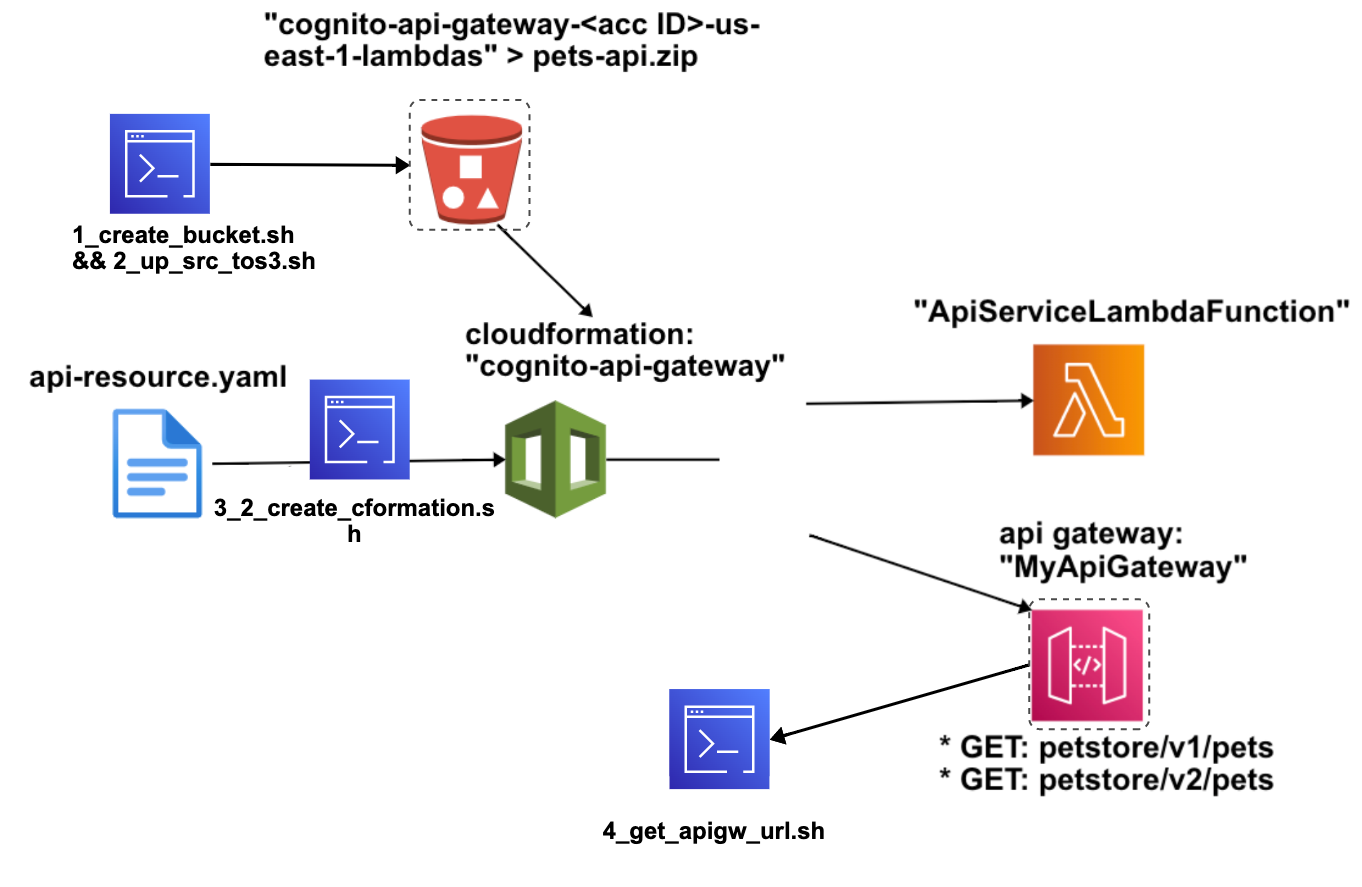 "cognito-api-gateway-<acc ID>-us-
east-1-lambdas" > pets-api.zip
1_create_bucket.sh
&& 2_up_src_tos3.sh
cloudformation:
"cognito-api-gateway"
"ApiServiceLambdaFunction"
api-resource.yaml
3_2_create_cformation.s
h
api gateway:
"MyApiGateway"
* GET: petstore/v1/pets
* GET: petstore/v2/pets
4_get_apigw_url.sh